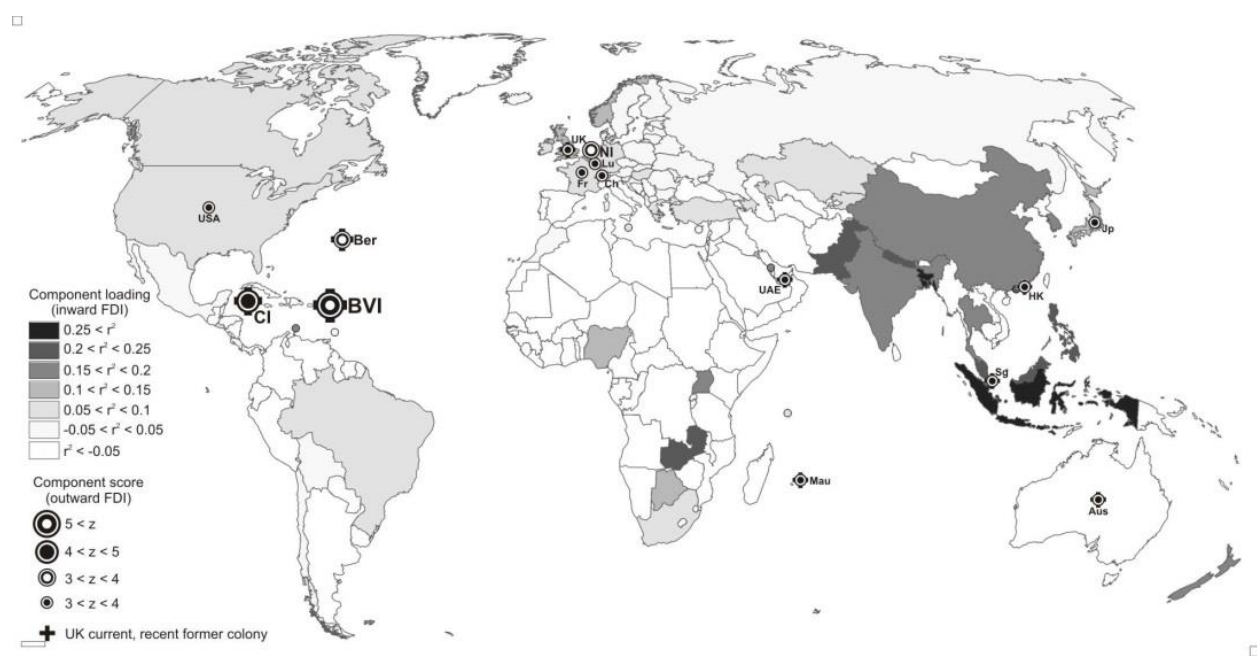 UK
NI
Lu
Fr
Ch
USA
Ber
Jp
UAE
HK
CI
BVI
Component loading
(inward FDI)
0.25 < r²
0.2 < r² < 0.25
0.15 < r² < 0.2
0.1 < r² < 0.15
0.05 < r² < 0.1
-0.05 < r² < 0.05
r² < -0.05
Sg
Mau
Aus
Component score
(outward FDI)
5 < z
4 < z < 5
3 < z < 4
3 < z < 4
UK current, recent former colony